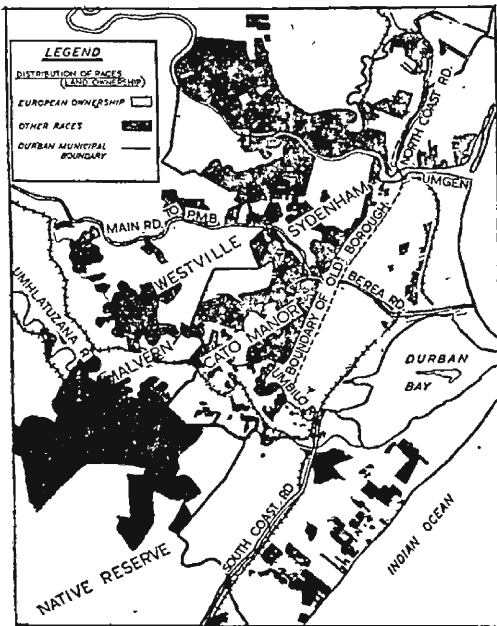 LEGEND
DISTRIBUTION OF RACES
(LAND OWNERSHIP)
EUROPEAN OWNERSHIP
OTHER RACES
DURBAN MUNICIPAL
BOUNDARY
NORTH COAST RD.
UMGENI
MAIN RD. TO PMB.
SYDENHAM
WESTVILLE
BOUNDARY OF OLD BOROUGH
BEREA RD
UMHLATUZANA
MALVERN
CATO MANOR
UMBILO
DURBAN
BAY
SOUTH COAST RD
INDIAN OCEAN
NATIVE RESERVE